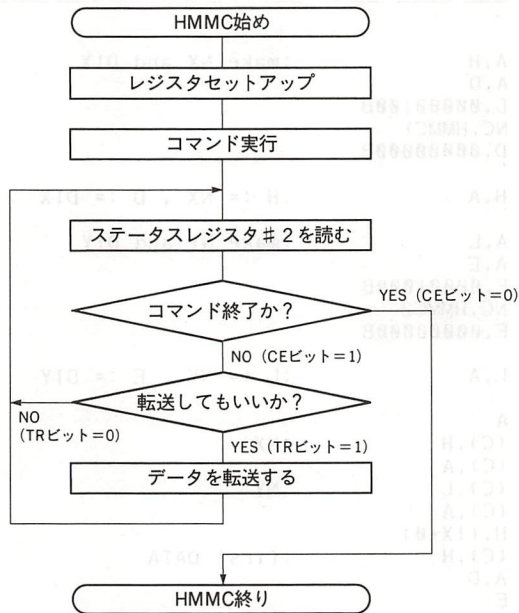 HMMC始め
レジスタセットアップ
コマンド実行
ステータスレジスタ＃2を読む
コマンド終了か？
YES (CEビット＝0)
NO (CEビット＝1)
転送してもいいか？
NO
(TRビット＝0)
YES (TRビット＝1)
データを転送する
HMMC終り